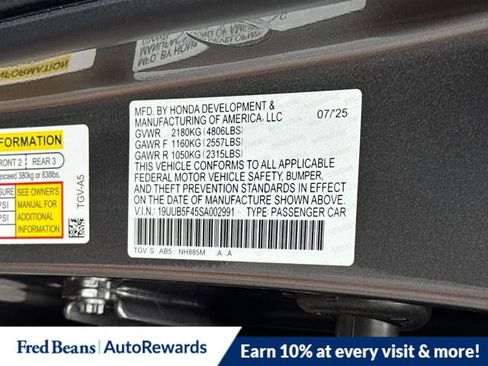 MFD. BY HONDA DEVELOPMENT &
MANUFACTURING OF AMERICA, LLC 07/'25
GVWR 2180KG (4806LBS)
GAWR F 1160KG (2557LBS)
GAWR R 1050KG (2315LBS)
THIS VEHICLE CONFORMS TO ALL APPLICABLE
FEDERAL MOTOR VEHICLE SAFETY, BUMPER,
AND THEFT PREVENTION STANDARDS IN EFFECT
ON THE DATE OF MANUFACTURE SHOWN ABOVE.
V.I.N.: 19UUB5F45SA002991 TYPE PASSENGER CAR
TGV S AB5 NH885M .A .A
FORMATION
FRONT 2 REAR 3
exceed 380kg or 838lbs.
SURE
PSI
PSI
SEE OWNER'S
MANUAL FOR
ADDITIONAL
INFORMATION
TGV-A5
Fred Beans AutoRewards
Earn 10% at every visit & more!